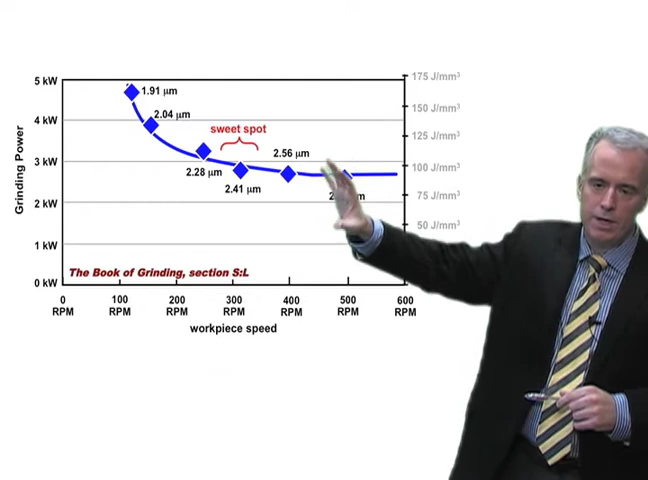 5 kW
4 kW
3 kW
2 kW
1 kW
0 kW
Grinding Power
1.91 µm
2.04 µm
2.28 µm
2.41 µm
2.56 µm
sweet spot
175 J/mm³
150 J/mm³
125 J/mm³
100 J/mm³
75 J/mm³
50 J/mm³
The Book of Grinding, section S:L
0 RPM
100 RPM
200 RPM
300 RPM
400 RPM
500 RPM
600 RPM
workpiece speed